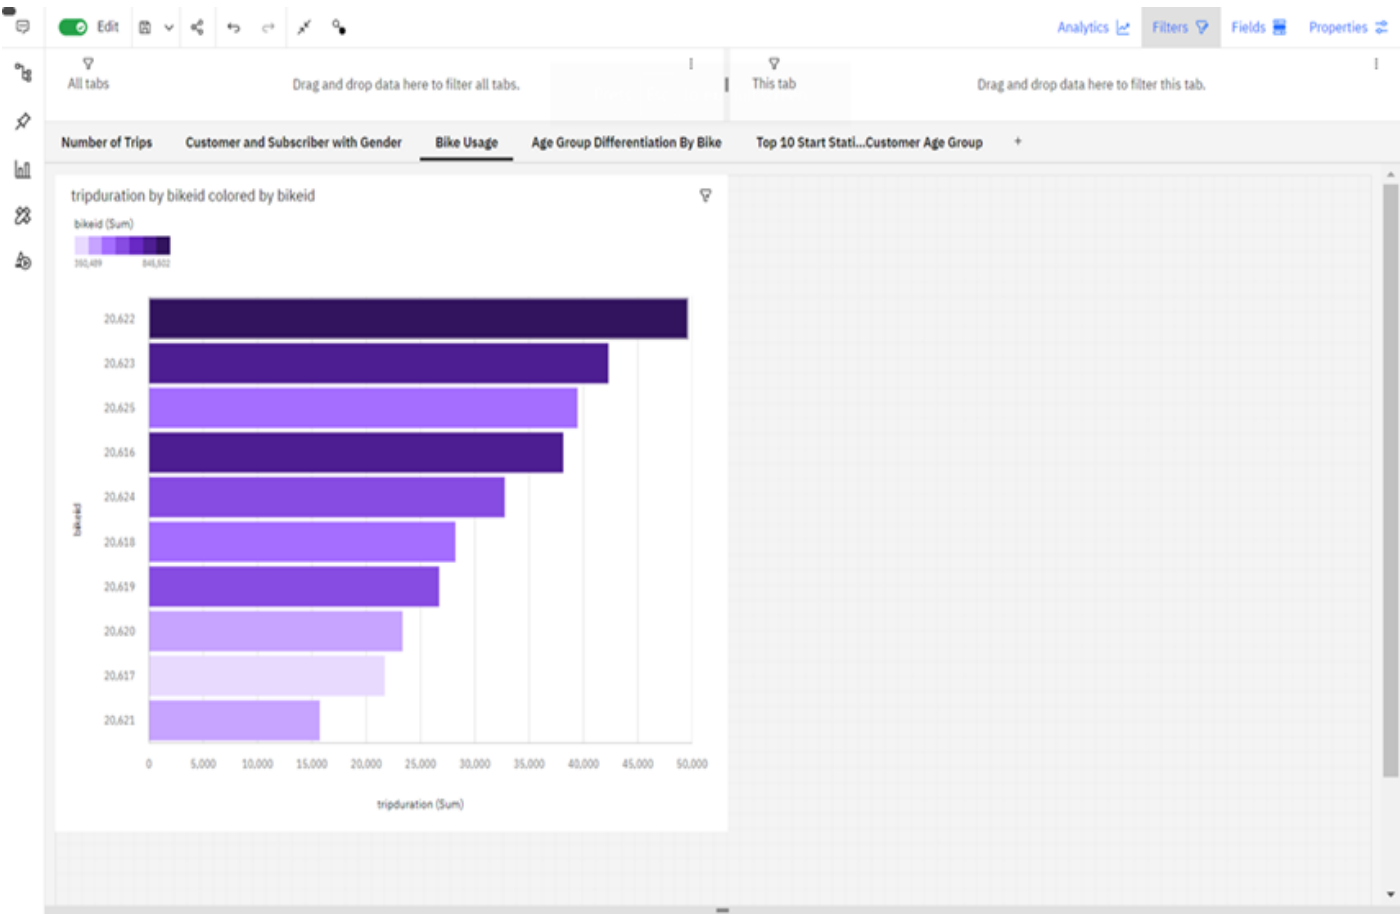 Edit
Analytics
Filters
Fields
Properties
All tabs
Drag and drop data here to filter all tabs.
This tab
Drag and drop data here to filter this tab.
Number of Trips
Customer and Subscriber with Gender
Bike Usage
Age Group Differentiation By Bike
Top 10 Start Stati...Customer Age Group
+
tripduration by bikeid colored by bikeid
bikeid (Sum)
20,622
20,623
20,625
20,616
20,624
20,618
20,619
20,620
20,617
20,621
bikeid
0 5,000 10,000 15,000 20,000 25,000 30,000 35,000 40,000 45,000 50,000
tripduration (Sum)